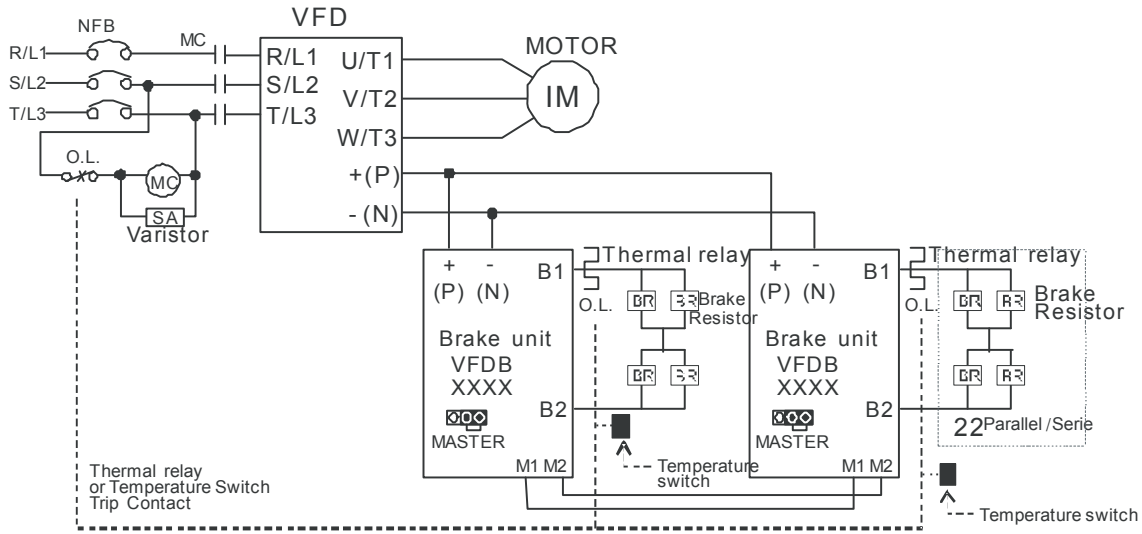 VFD
NFB
MC
MOTOR
R/L1
R/L1
U/T1
S/L2
S/L2
V/T2
IM
T/L3
T/L3
W/T3
O.L.
MC
+(P)
SA
- (N)
Varistor
+ -
(P) (N)
B1
Thermal relay
O.L.
BR
BR
Brake
Resistor
Brake unit
VFDB
XXXX
BR
BR
B2
MASTER
M1 M2
Temperature
switch
+ -
(P) (N)
B1
Thermal relay
O.L.
BR
BR
Brake
Resistor
Brake unit
VFDB
XXXX
BR
BR
B2
22Parallel /Serie
MASTER
M1 M2
Thermal relay
or Temperature Switch
Trip Contact
Temperature switch